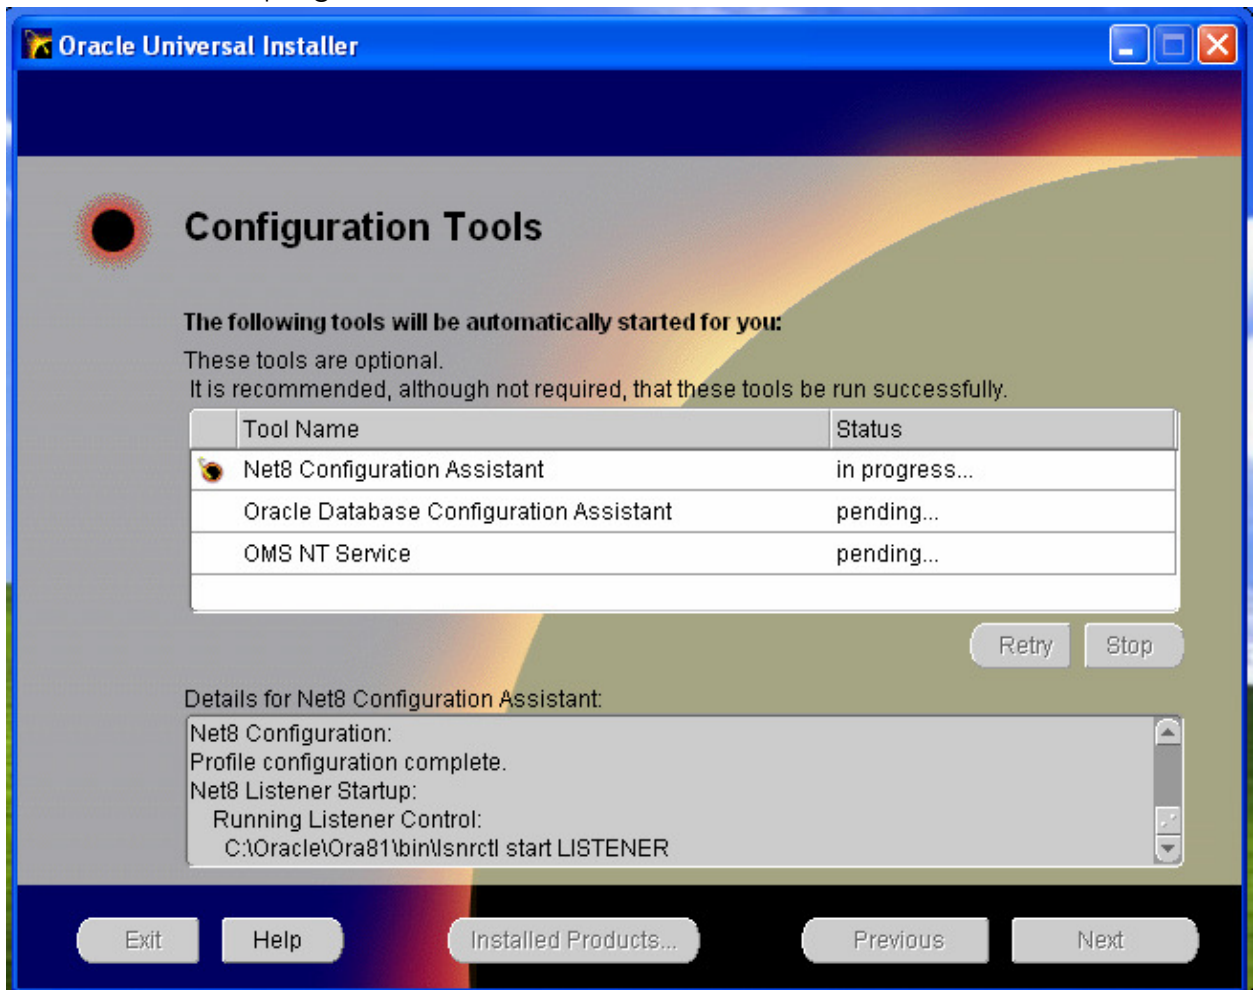 Oracle Universal Installer
Configuration Tools
The following tools will be automatically started for you:
These tools are optional.
It is recommended, although not required, that these tools be run successfully.
Tool Name Status
Net8 Configuration Assistant in progress...
Oracle Database Configuration Assistant pending...
OMS NT Service pending...
Retry Stop
Details for Net8 Configuration Assistant:
Net8 Configuration:
Profile configuration complete.
Net8 Listener Startup:
Running Listener Control:
C:\Oracle\Ora81\bin\lsnrctl start LISTENER
Exit Help Installed Products... Previous Next